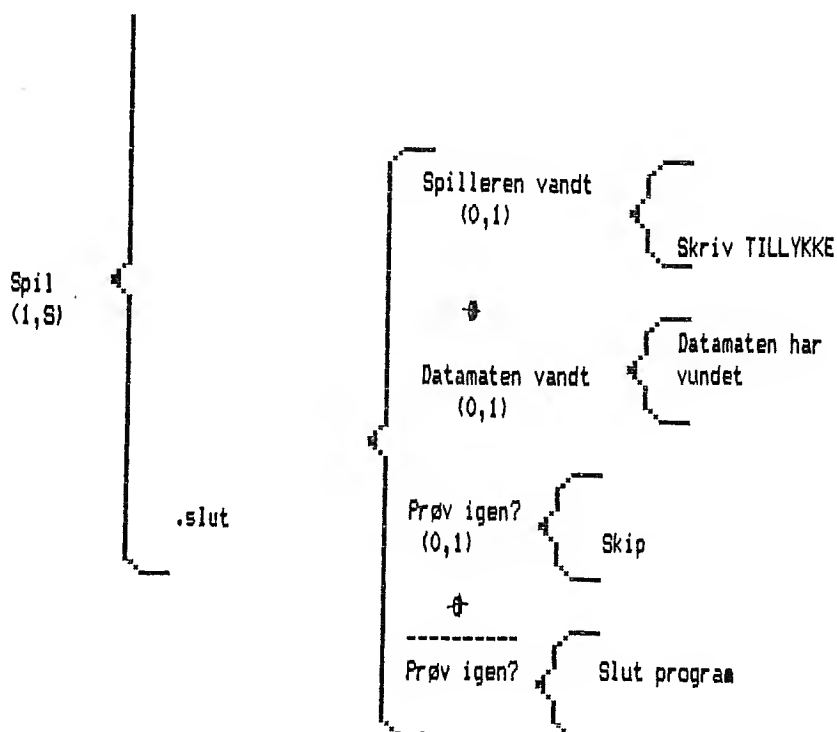 Spilleren vandt
(0,1)
Skriv TILLYKKE
Spil
(1,S)
Datamaten vandt
(0,1)
Datamaten har
vundet
.slut
Prøv igen?
(0,1)
Skip
Prøv igen?
Slut program